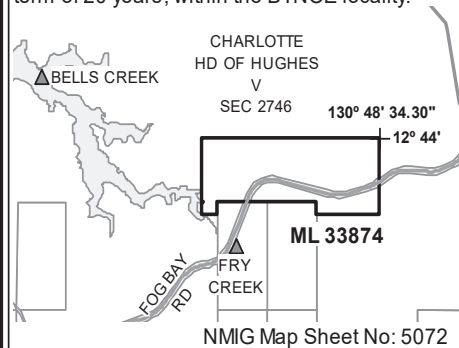 term of 20 years, within the BYNOE locality.
CHARLOTTE
HD OF HUGHES
V
SEC 2746
BELLS CREEK
130º 48' 34.30"
12º 44'
ML 33874
FRY
CREEK
FOG BAY
RD
NMIG Map Sheet No: 5072